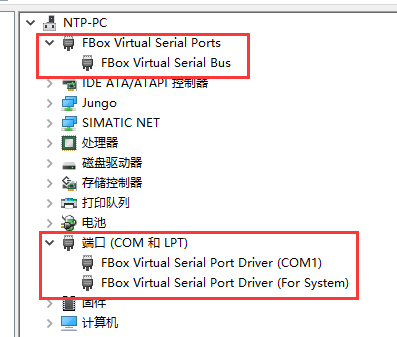 NTP-PC
FBox Virtual Serial Ports
FBox Virtual Serial Bus
IDE ATA/ATAPI 控制器
Jungo
SIMATIC NET
处理器
磁盘驱动器
存储控制器
打印队列
电池
端口 (COM 和 LPT)
FBox Virtual Serial Port Driver (COM1)
FBox Virtual Serial Port Driver (For System)
固件
计算机